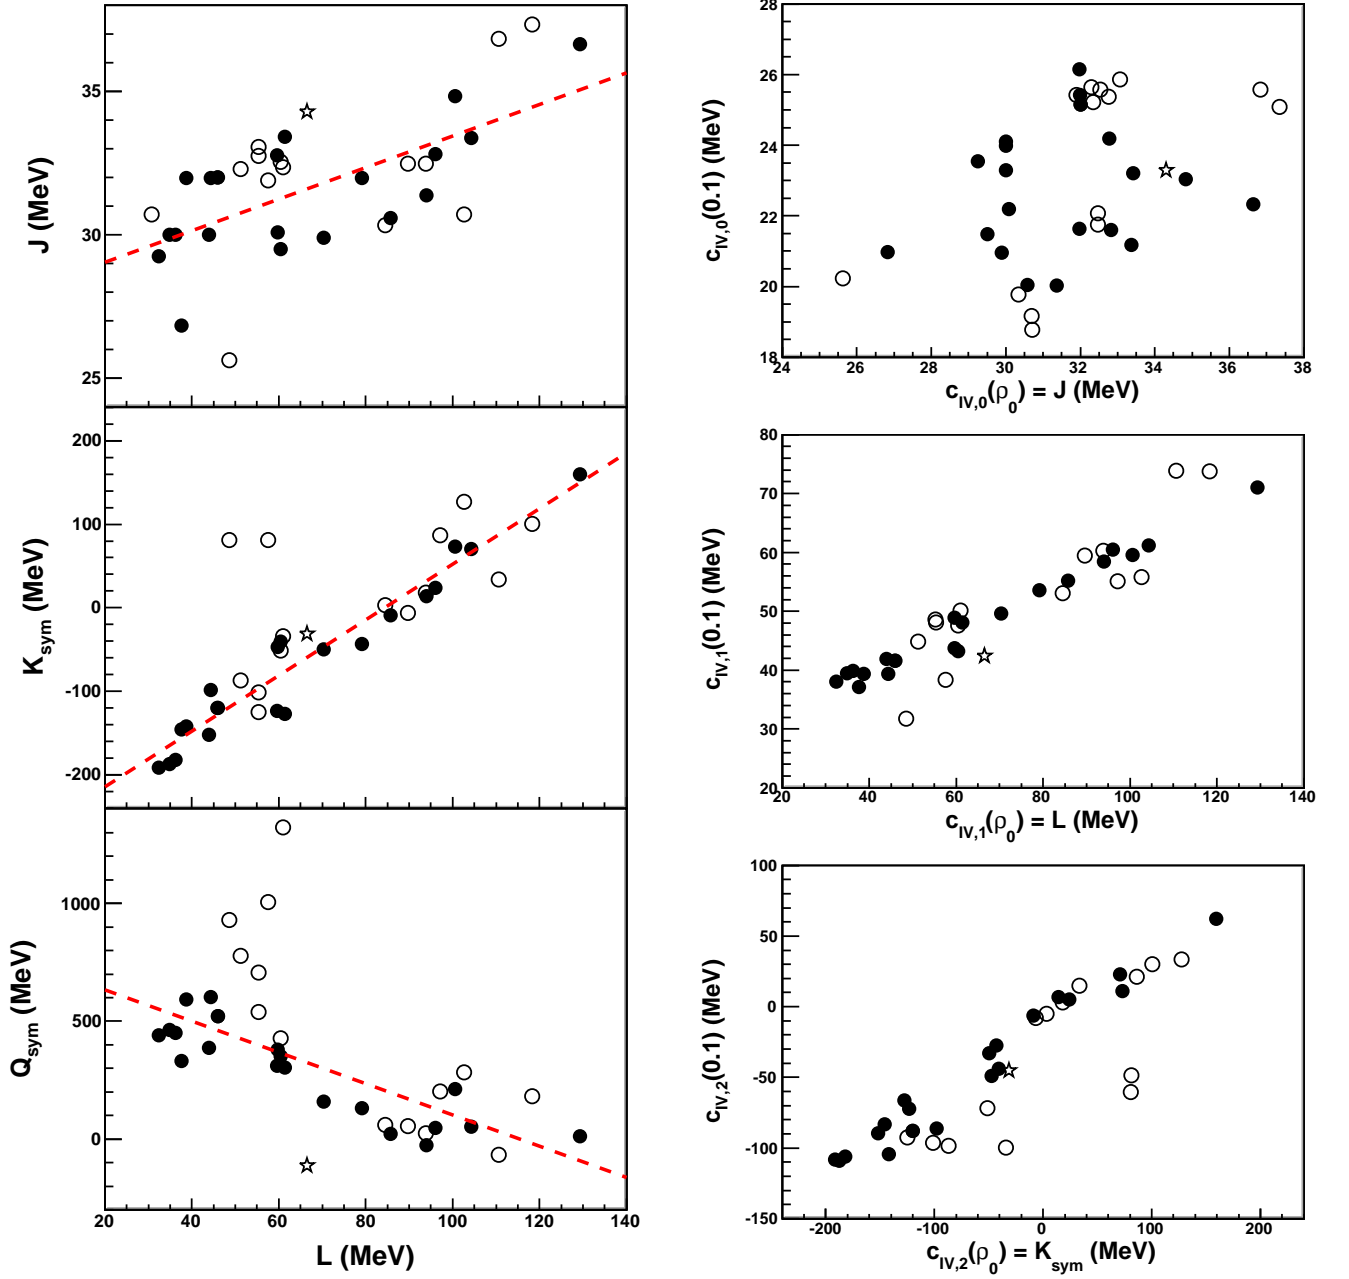 J (MeV)
35
30
25
K_sym (MeV)
200
100
0
-100
-200
Q_sym (MeV)
1000
500
0
20 40 60 80 100 120 140
L (MeV)
c_IV,0(0.1) (MeV)
28
26
24
22
20
18
24 26 28 30 32 34 36 38
c_IV,0(ρ_0) = J (MeV)
c_IV,1(0.1) (MeV)
80
70
60
50
40
30
20
20 40 60 80 100 120 140
c_IV,1(ρ_0) = L (MeV)
c_IV,2(0.1) (MeV)
100
50
0
-50
-100
-150
-200 -100 0 100 200
c_IV,2(ρ_0) = K_sym (MeV)